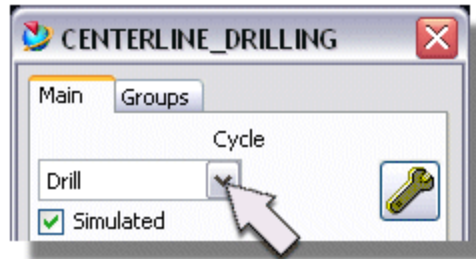 CENTERLINE_DRILLING
Main Groups
Cycle
Drill
Simulated